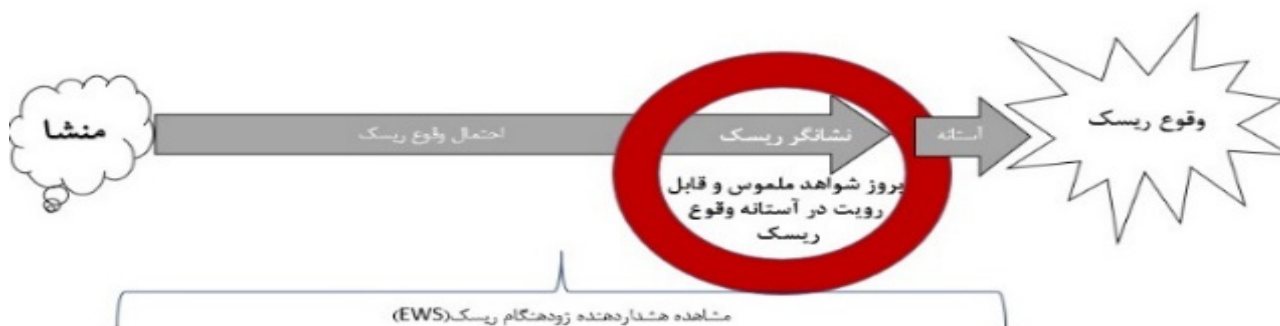 منشا
احتمال وقوع ریسک
نشانگر ریسک
بروز شواهد ملموس و قابل
رویت در آستانه وقوع
ریسک
آستانه
وقوع ریسک
مشاهده هشداردهنده زودهنگام ریسک(EWS)